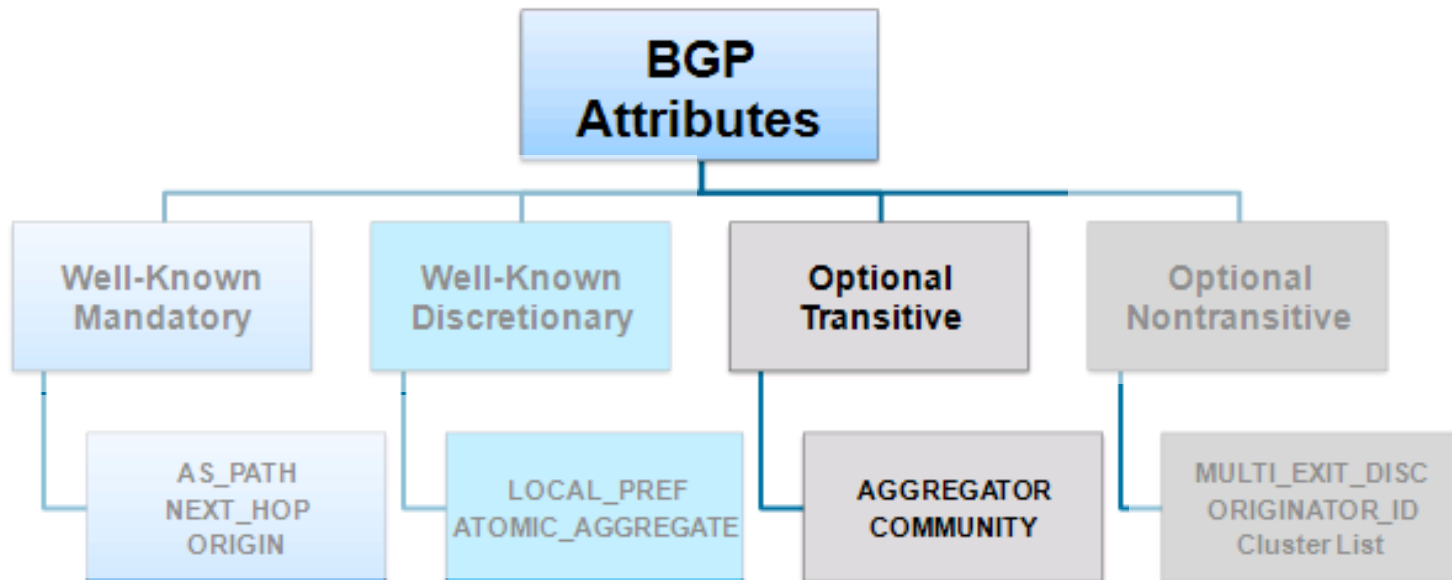 BGP
Attributes
Well-Known
Mandatory
Well-Known
Discretionary
Optional
Transitive
Optional
Nontransitive
AS_PATH
NEXT_HOP
ORIGIN
LOCAL_PREF
ATOMIC_AGGREGATE
AGGREGATOR
COMMUNITY
MULTI_EXIT_DISC
ORIGINATOR_ID
Cluster List